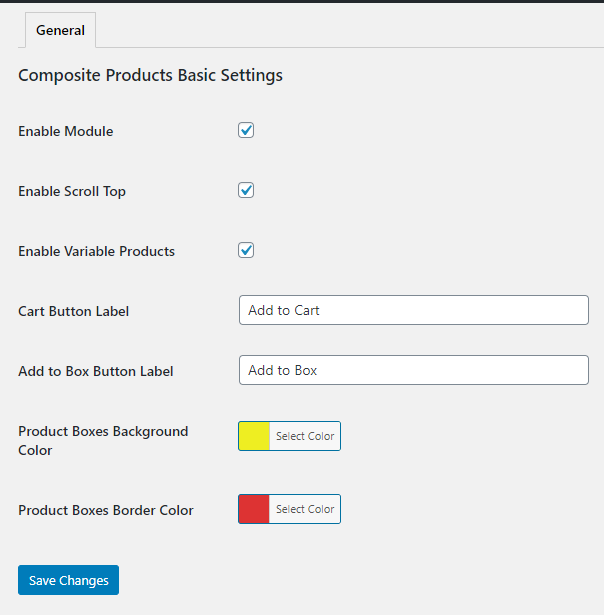 General
Composite Products Basic Settings
Enable Module
Enable Scroll Top
Enable Variable Products
Cart Button Label
Add to Cart
Add to Box Button Label
Add to Box
Product Boxes Background
Color
Select Color
Product Boxes Border Color
Select Color
Save Changes